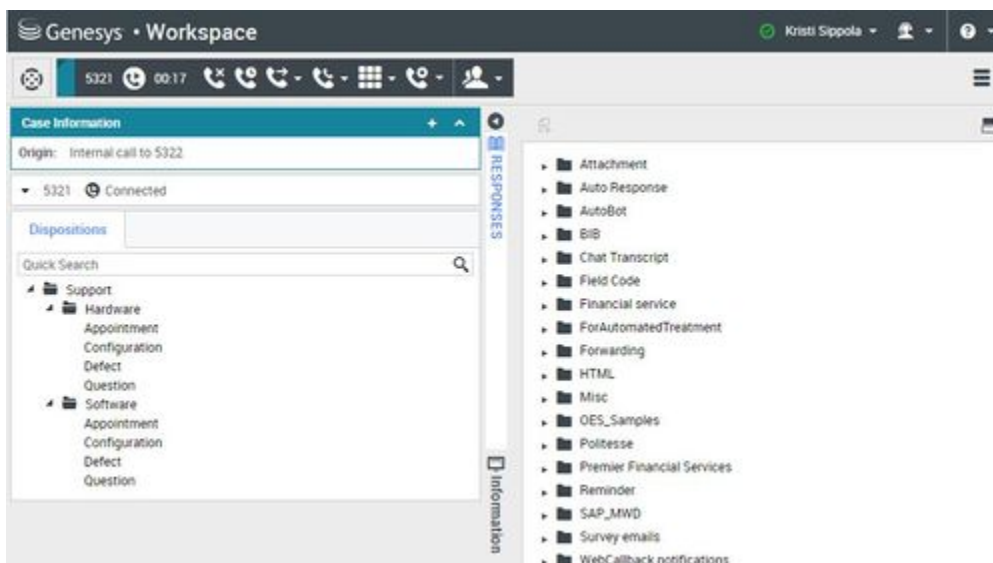 Genesys • Workspace
Kristi Sippola
5321 00:17
Case Information
Origin: Internal call to 5322
5321 Connected
Dispositions
Quick Search
Support
Hardware
Appointment
Configuration
Defect
Question
Software
Appointment
Configuration
Defect
Question
RESPONSES
Information
Attachment
Auto Response
AutoBot
BIB
Chat Transcript
Field Code
Financial service
ForAutomatedTreatment
Forwarding
HTML
Misc
OES_Samples
Politesse
Premier Financial Services
Reminder
SAP_MWD
Survey emails
WebCallback notifications